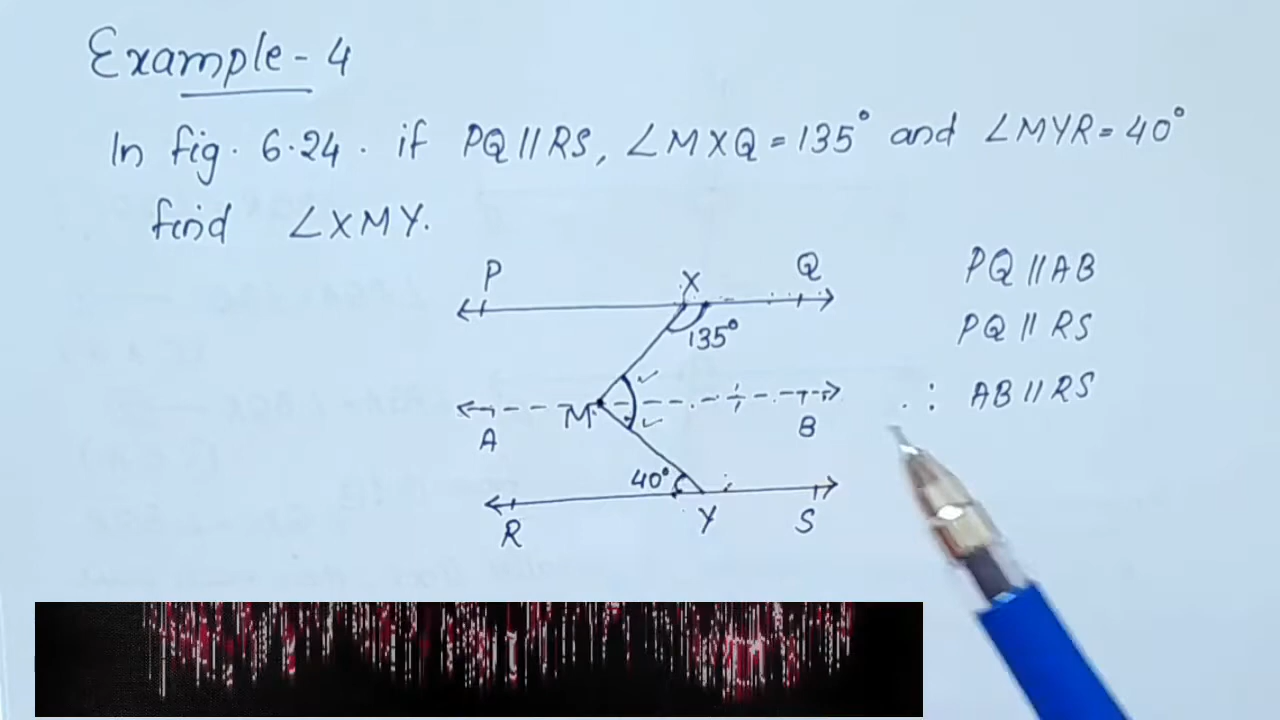 Example - 4
In fig. 6.24. if PQ || RS, ∠MXQ = 135° and ∠MYR = 40°
find ∠XMY.
P X Q
135°
M
A B
40°
R Y S
PQ || AB
PQ || RS
∴ AB || RS